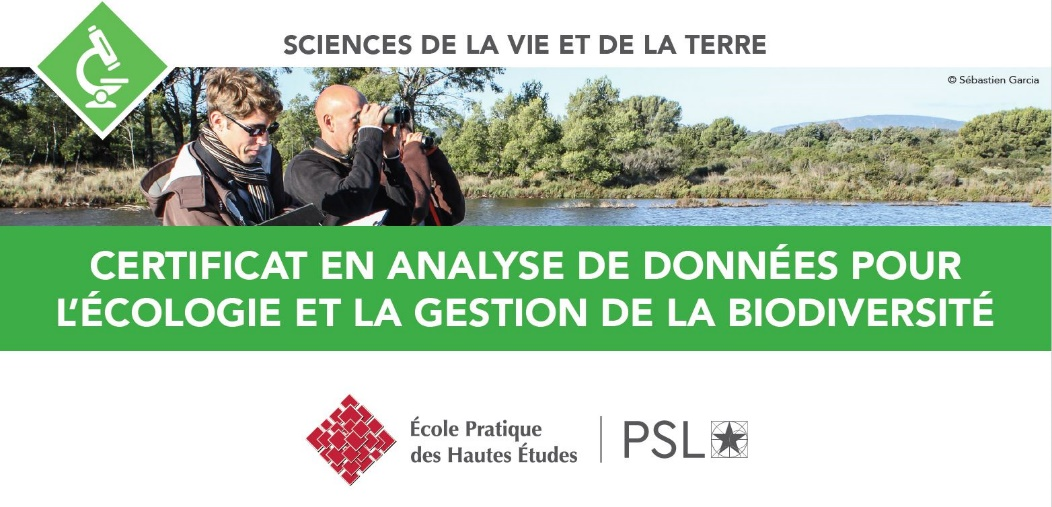 SCIENCES DE LA VIE ET DE LA TERRE
© Sébastien Garcia
CERTIFICAT EN ANALYSE DE DONNÉES POUR
L’ÉCOLOGIE ET LA GESTION DE LA BIODIVERSITÉ
École Pratique
des Hautes Études
PSL